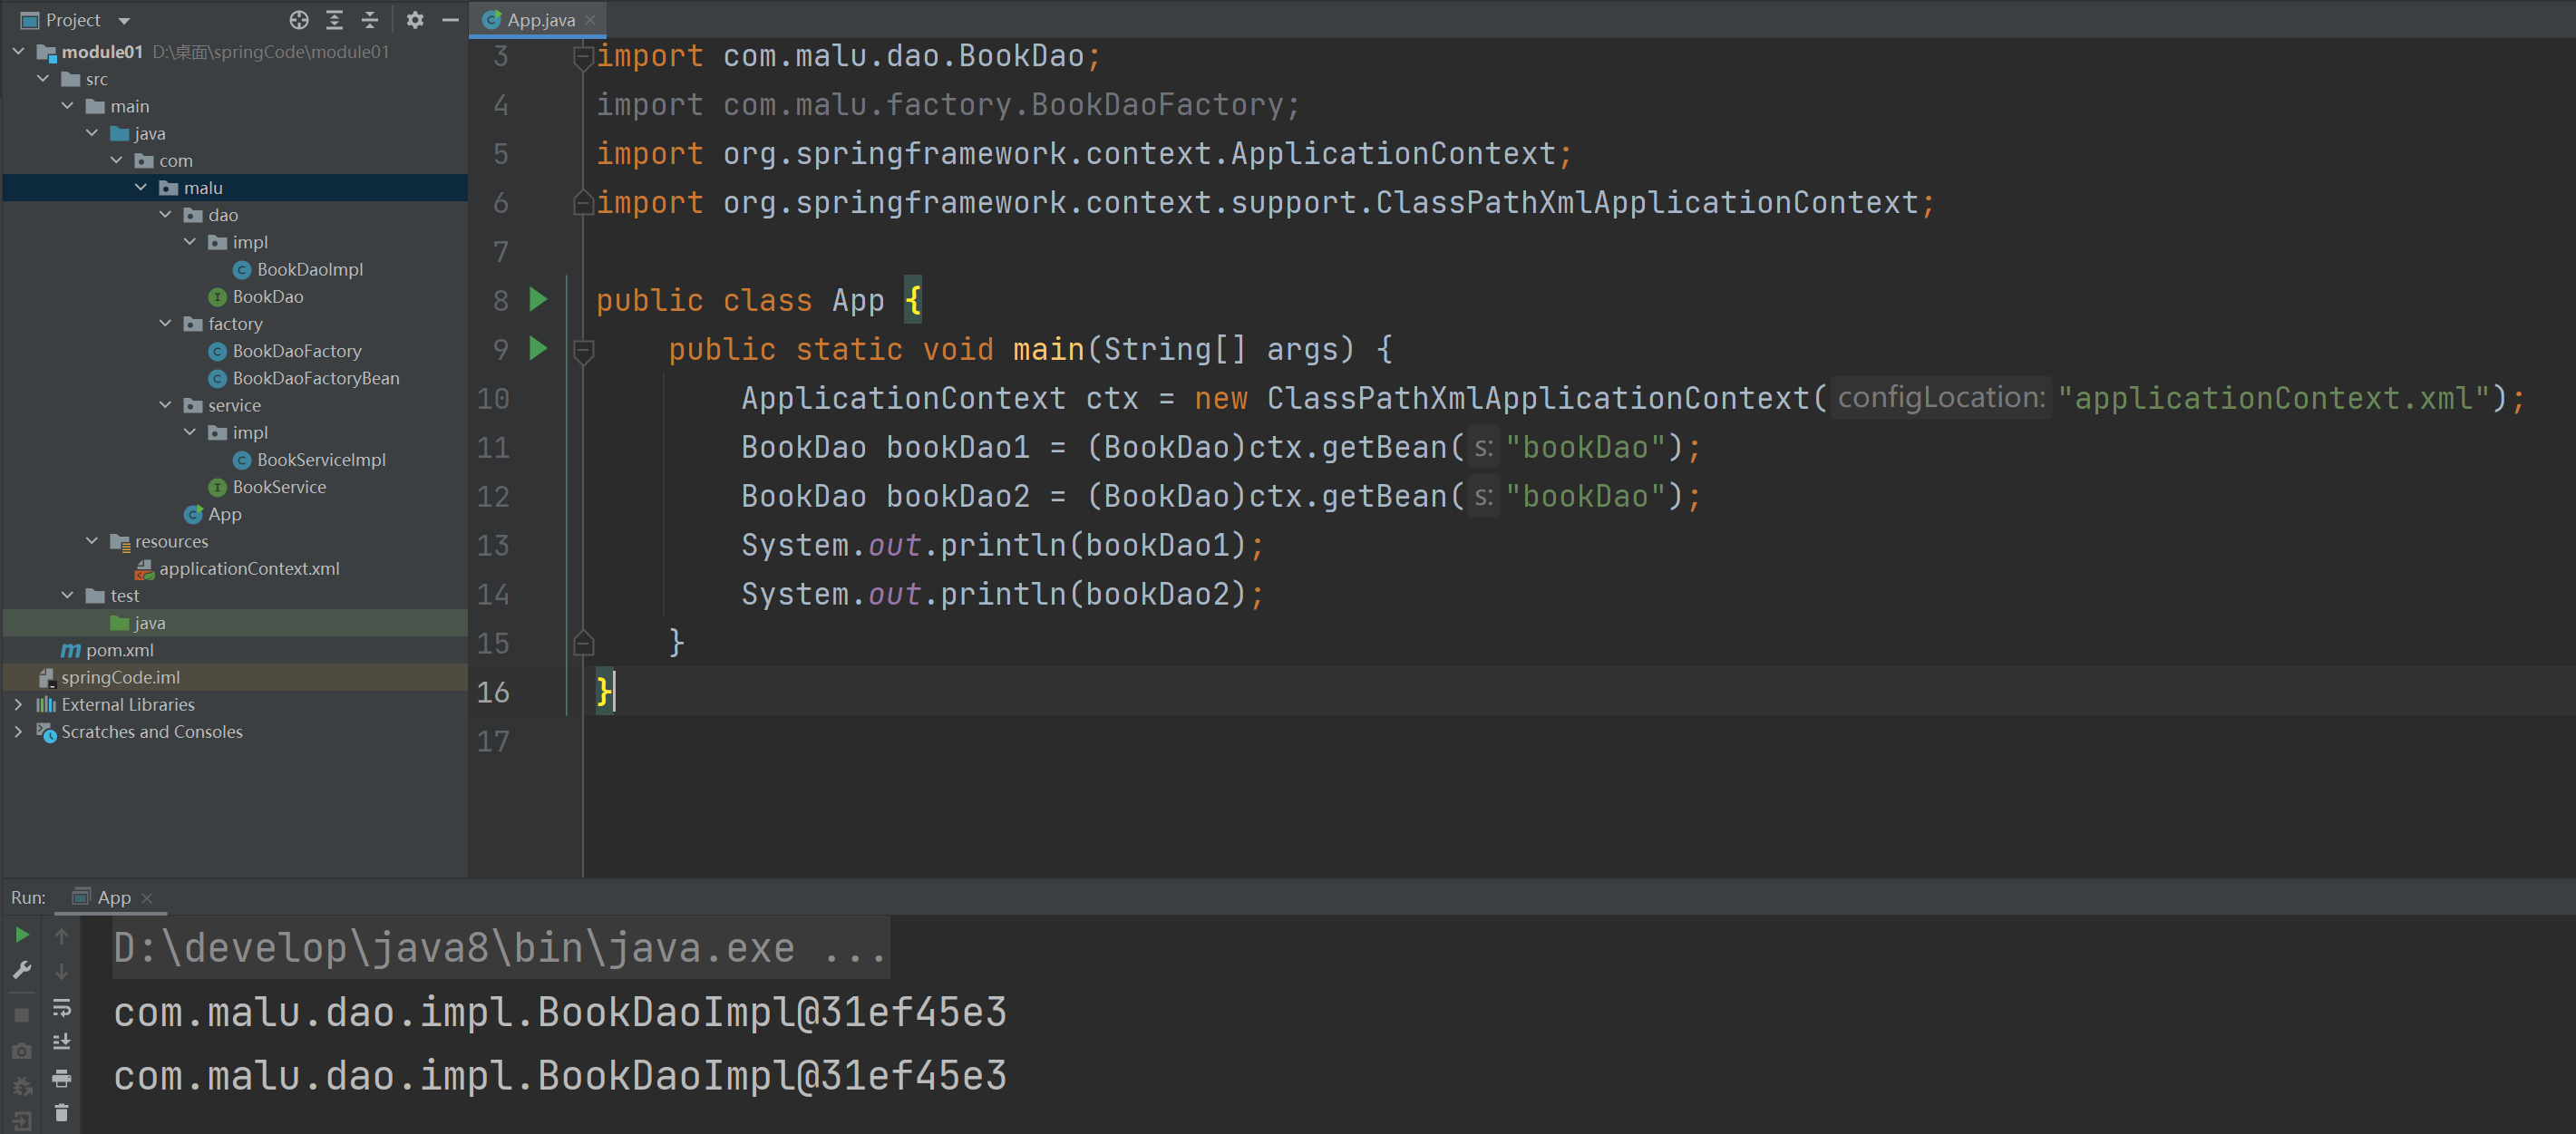 Project
module01 D:\桌面\springCode\module01
src
main
java
com
malu
dao
impl
BookDaoImpl
BookDao
factory
BookDaoFactory
BookDaoFactoryBean
service
impl
BookServiceImpl
BookService
App
resources
applicationContext.xml
test
java
pom.xml
springCode.iml
External Libraries
Scratches and Consoles
App.java
3 import com.malu.dao.BookDao;
4 import com.malu.factory.BookDaoFactory;
5 import org.springframework.context.ApplicationContext;
6 import org.springframework.context.support.ClassPathXmlApplicationContext;
7
8 public class App {
9 public static void main(String[] args) {
10 ApplicationContext ctx = new ClassPathXmlApplicationContext( configLocation: "applicationContext.xml");
11 BookDao bookDao1 = (BookDao)ctx.getBean( s: "bookDao");
12 BookDao bookDao2 = (BookDao)ctx.getBean( s: "bookDao");
13 System.out.println(bookDao1);
14 System.out.println(bookDao2);
15 }
16 }
17
Run: App
D:\develop\java8\bin\java.exe ...
com.malu.dao.impl.BookDaoImpl@31ef45e3
com.malu.dao.impl.BookDaoImpl@31ef45e3